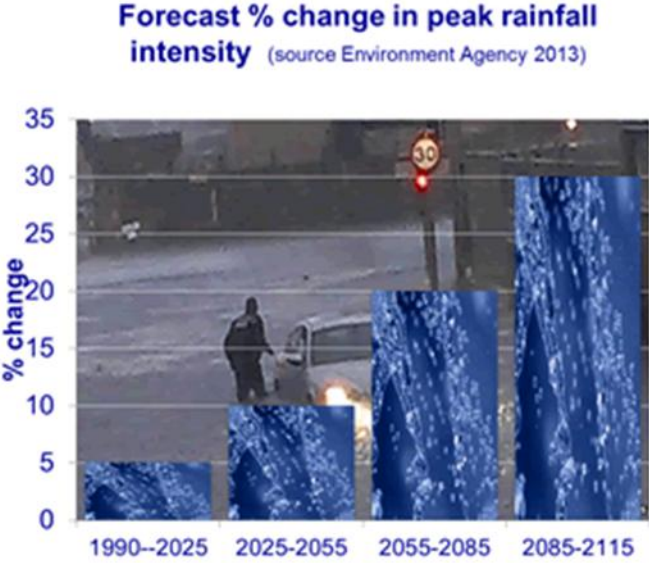 Forecast % change in peak rainfall
intensity (source Environment Agency 2013)
35
30
25
20
15
10
5
0
% change
30
1990--2025 2025-2055 2055-2085 2085-2115